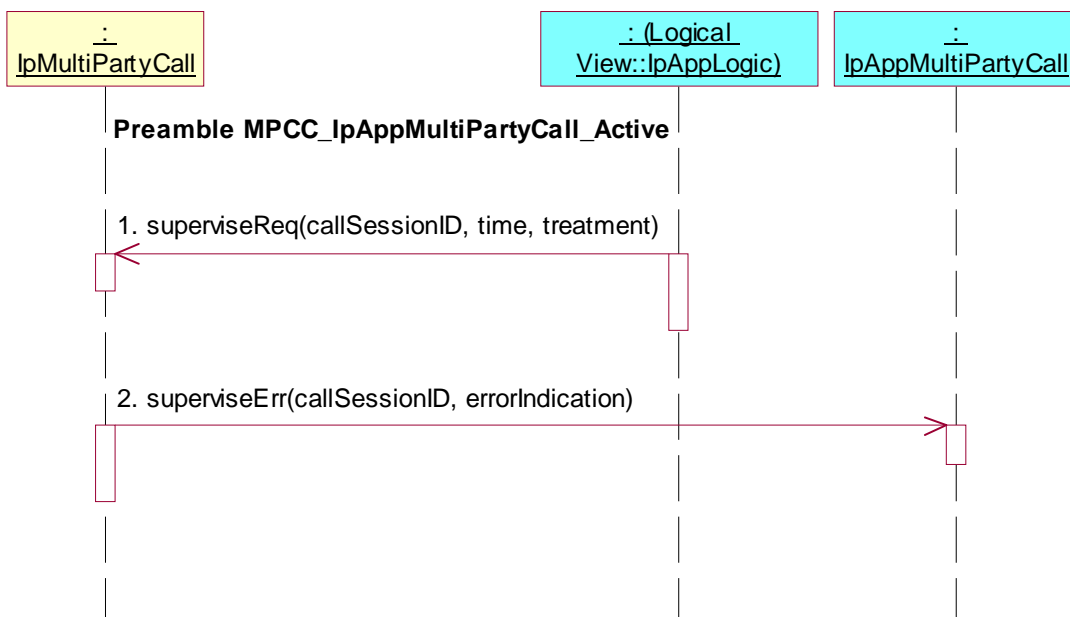 :
IpMultiPartyCall
: (Logical
View::IpAppLogic)
:
IpAppMultiPartyCall
Preamble MPCC_IpAppMultiPartyCall_Active
1. superviseReq(callSessionID, time, treatment)
2. superviseErr(callSessionID, errorIndication)